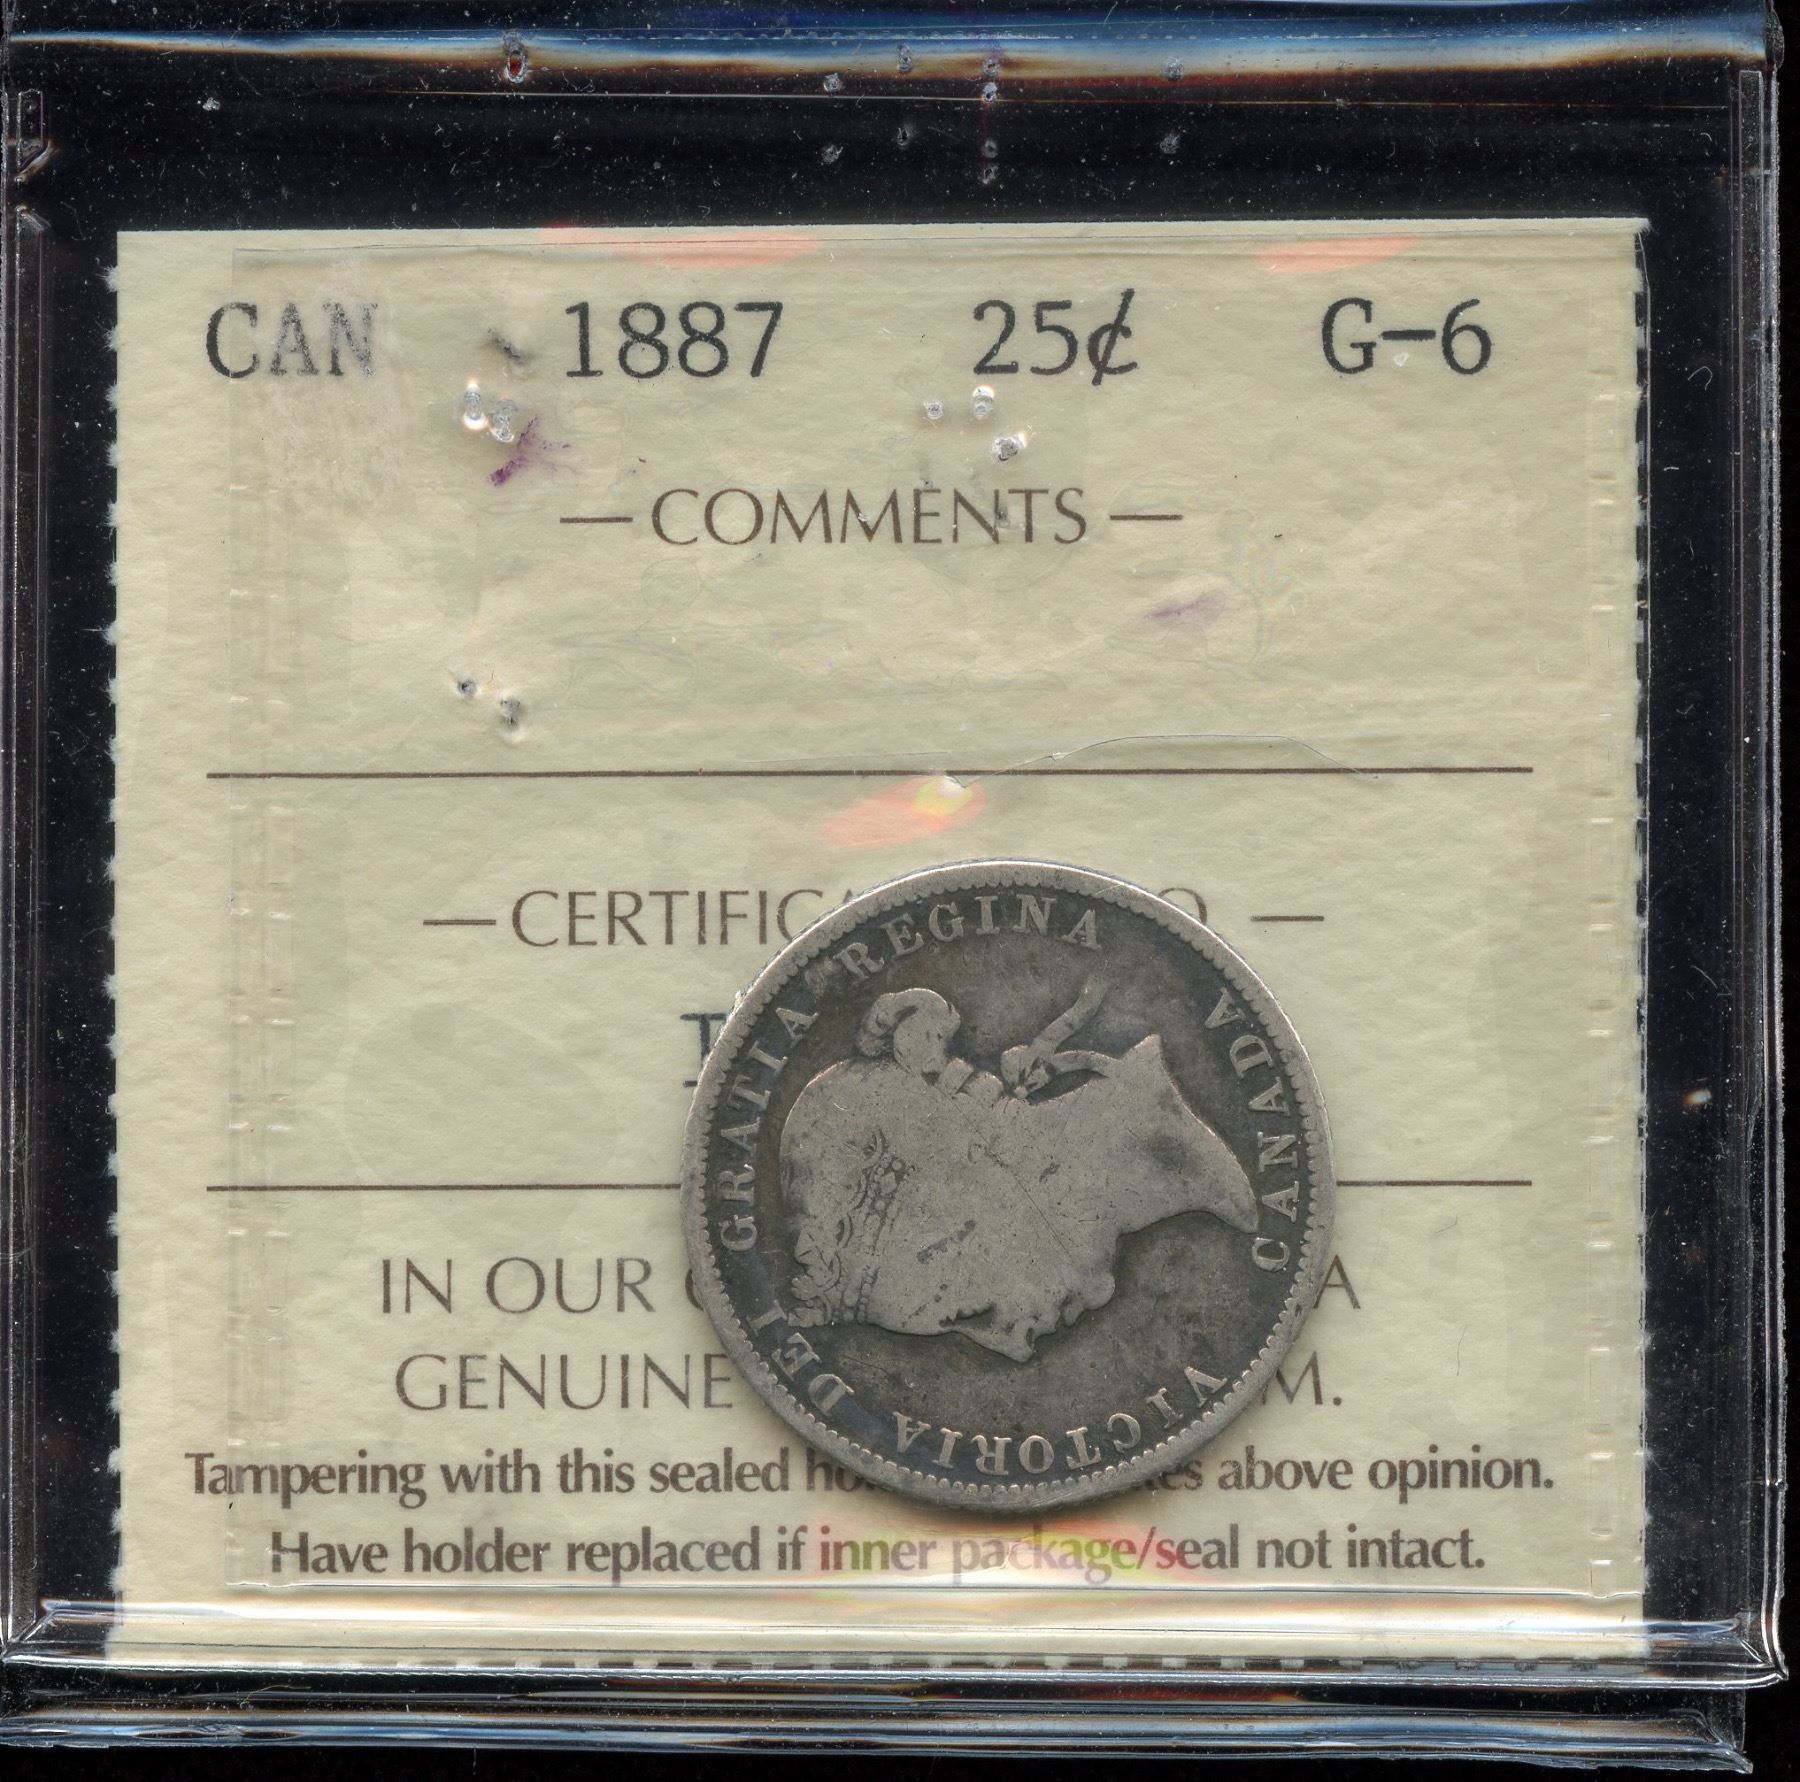 CAN 1887 25¢ G-6
— COMMENTS —
— CERTIFIC O —
T
IN OUR A
GENUINE M.
Tampering with this sealed ho es above opinion.
Have holder replaced if inner package/seal not intact.
VICTORIA DEI GRATIA REGINA
CANADA